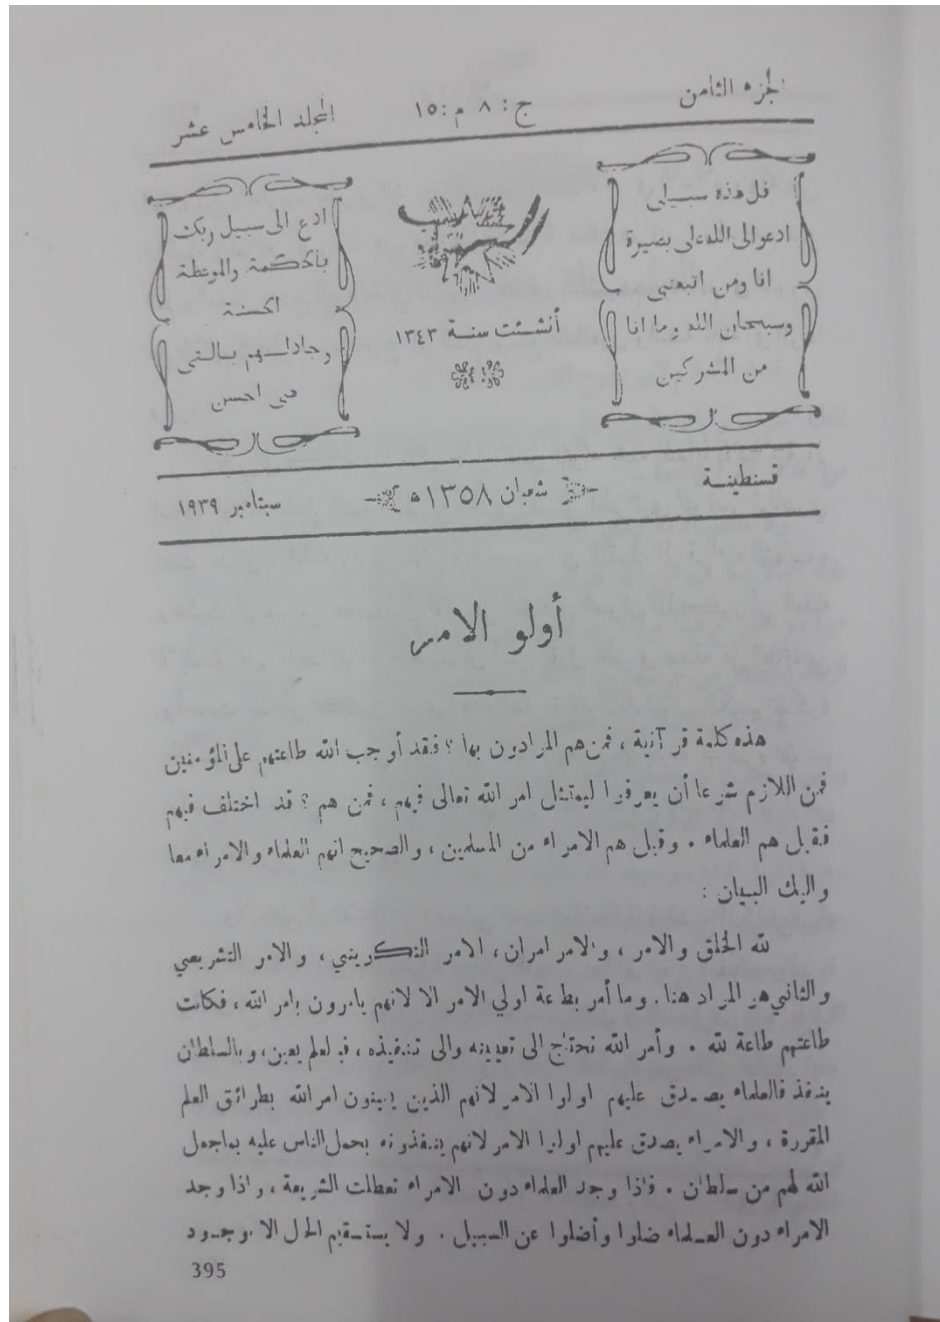 الجزء الثامن
ج : ٨ م : ١٥
المجلد الخامس عشر
قل هذه سبيلي
ادعو الى الله على بصيرة
انا ومن اتبعني
وسبحان الله وما انا
من المشركين
الشهاب
أنشئت سنة ١٣٤٣
ادع الى سبيل ربك
بالحكمة والموعظة
الحسنة
وجادلهم بالتي
هي احسن
قسنطينة
شعبان ١٣٥٨ هـ
سبتامبر ١٩٣٩
أولو الامر
هذه كلمة قرآنية ، فمن هم المرادون بها ؟ فقد أوجب الله طاعتهم على المؤمنين
فمن اللازم شرعا أن يعرفوا ليمتثل امر الله تعالى فيهم ، فمن هم ؟ قد اختلف فيهم
فقيل هم العلماء . وقيل هم الامراء من المسلمين ، والصحيح انهم العلماء والامراء معا
واليك البيان :
لله الخلق والامر ، والامر امران ، الامر التكويني ، والامر التشريعي
والثاني هو المراد هنا . وما أمر بطاعة اولي الامر الا لانهم يامرون بامر الله ، فكانت
طاعتهم طاعة لله . وأمر الله نحتاج الى تعيينه والى تنفيذه ، فبالعلم يعين ، وبالسلطان
ينفذ فالعلماء يصدق عليهم اولوا الامر لانهم الذين يبينون امر الله بطرائق العلم
المقررة ، والامراء يصدق عليهم اولوا الامر لانهم ينفذونه بحمل الناس عليه بما جعل
الله لهم من سلطان . فاذا وجد العلماء دون الامراء تعطلت الشريعة ، واذا وجد
الامراء دون العلماء ضلوا وأضلوا عن السبيل . ولا يستقيم الحال الا بوجود
395